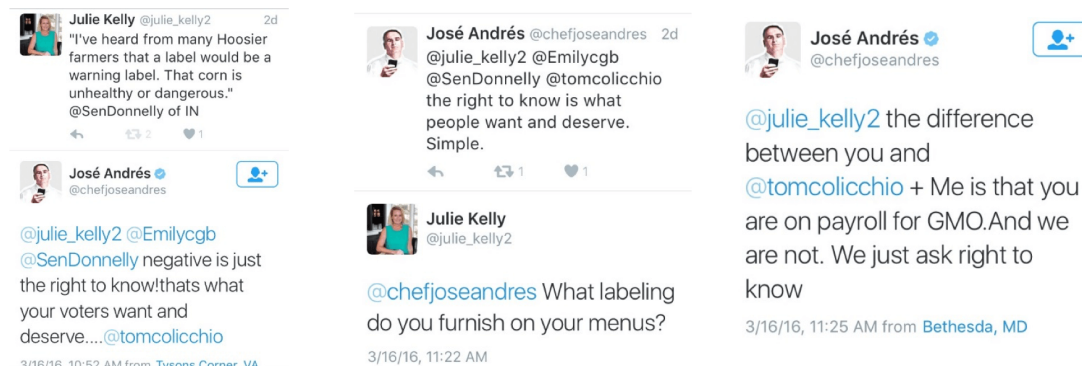 Julie Kelly @julie_kelly2 2d
"I've heard from many Hoosier
farmers that a label would be a
warning label. That corn is
unhealthy or dangerous."
@SenDonnelly of IN
2 1
José Andrés
@chefjoseandres
@julie_kelly2 @Emilycgb
@SenDonnelly negative is just
the right to know!thats what
your voters want and
deserve....@tomcolicchio
3/16/16, 10:52 AM from Tysons Corner, VA
José Andrés @chefjoseandres 2d
@julie_kelly2 @Emilycgb
@SenDonnelly @tomcolicchio
the right to know is what
people want and deserve.
Simple.
1 1
Julie Kelly
@julie_kelly2
@chefjoseandres What labeling
do you furnish on your menus?
3/16/16, 11:22 AM
José Andrés
@chefjoseandres
@julie_kelly2 the difference
between you and
@tomcolicchio + Me is that you
are on payroll for GMO.And we
are not. We just ask right to
know
3/16/16, 11:25 AM from Bethesda, MD